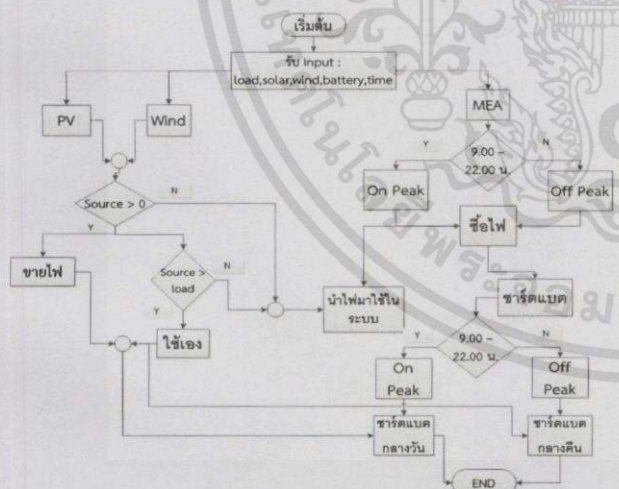 เริ่มต้น
รับ Input :
load,solar,wind,battery,time
PV
Wind
MEA
Y
9.00 –
22.00 น.
N
On Peak
Off Peak
Source > 0
N
Y
ซื้อไฟ
ขายไฟ
Source >
load
N
Y
นำไฟมาใช้ใน
ระบบ
ชาร์ตแบต
ใช้เอง
Y
9.00 –
22.00 น.
N
On
Peak
Off
Peak
ชาร์ตแบต
กลางวัน
ชาร์ตแบต
กลางคืน
END